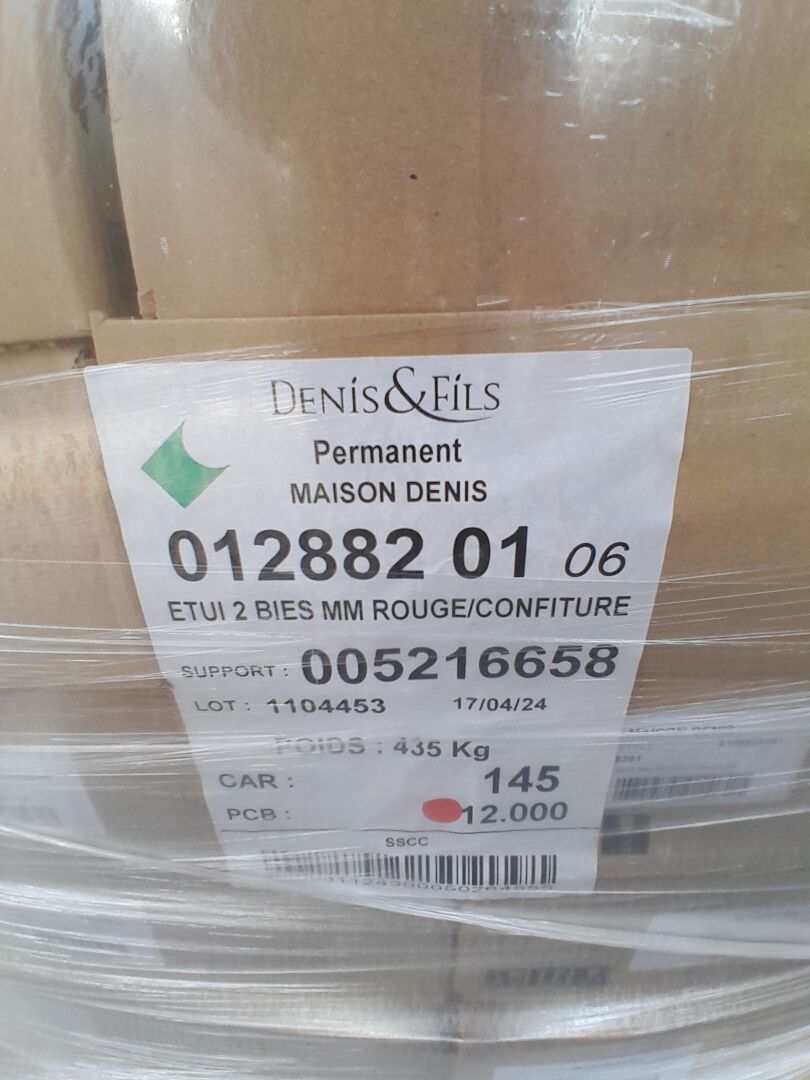 DENIS&FILS
Permanent
MAISON DENIS
012882 01 06
ETUI 2 BIES MM ROUGE/CONFITURE
SUPPORT : 005216658
LOT : 1104453 17/04/24
POIDS : 435 Kg
CAR : 145
PCB : 12.000
SSCC